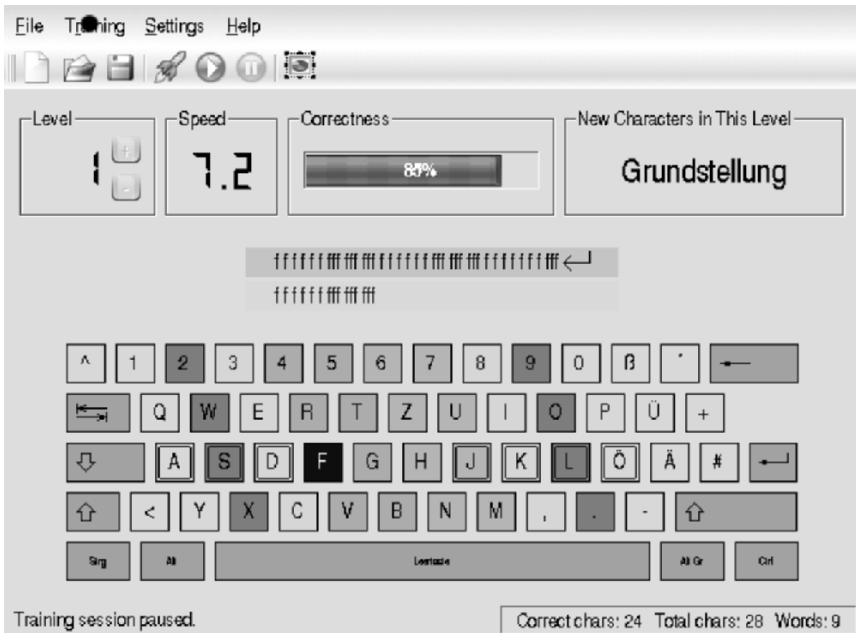 File Training Settings Help
Level Speed Correctness New Characters in This Level
1 + - 7.2 85% Grundstellung
^ 1 2 3 4 5 6 7 8 9 0 ß ´
Q W E R T Z U I O P Ü +
A S D F G H J K L Ö Ä #
< Y X C V B N M , . -
Strg Alt Leertaste Alt Gr Ctrl
Training session paused. Correct chars: 24 Total chars: 28 Words: 9